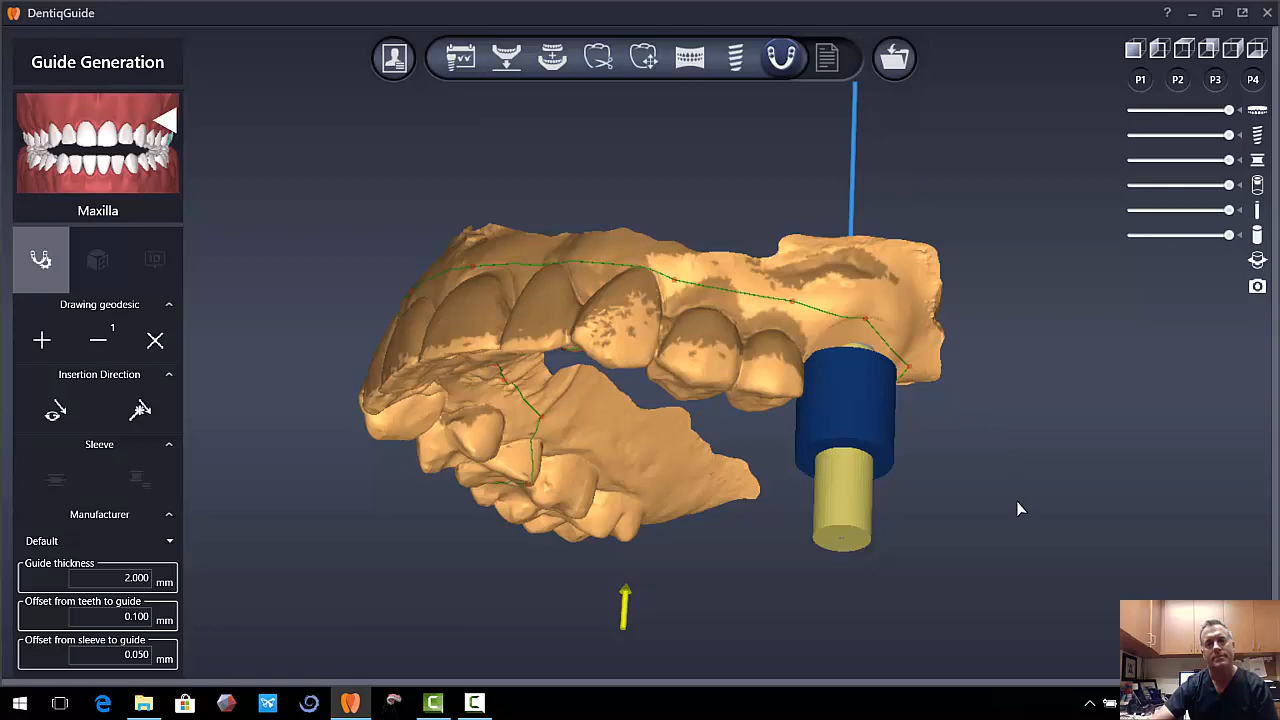 DentiqGuide
?
Guide Generation
P1 P2 P3 P4
Maxilla
ID
Drawing geodesic
1
Insertion Direction
Sleeve
Manufacturer
Default
Guide thickness
2.000 mm
Offset from teeth to guide
0.100 mm
Offset from sleeve to guide
0.050 mm